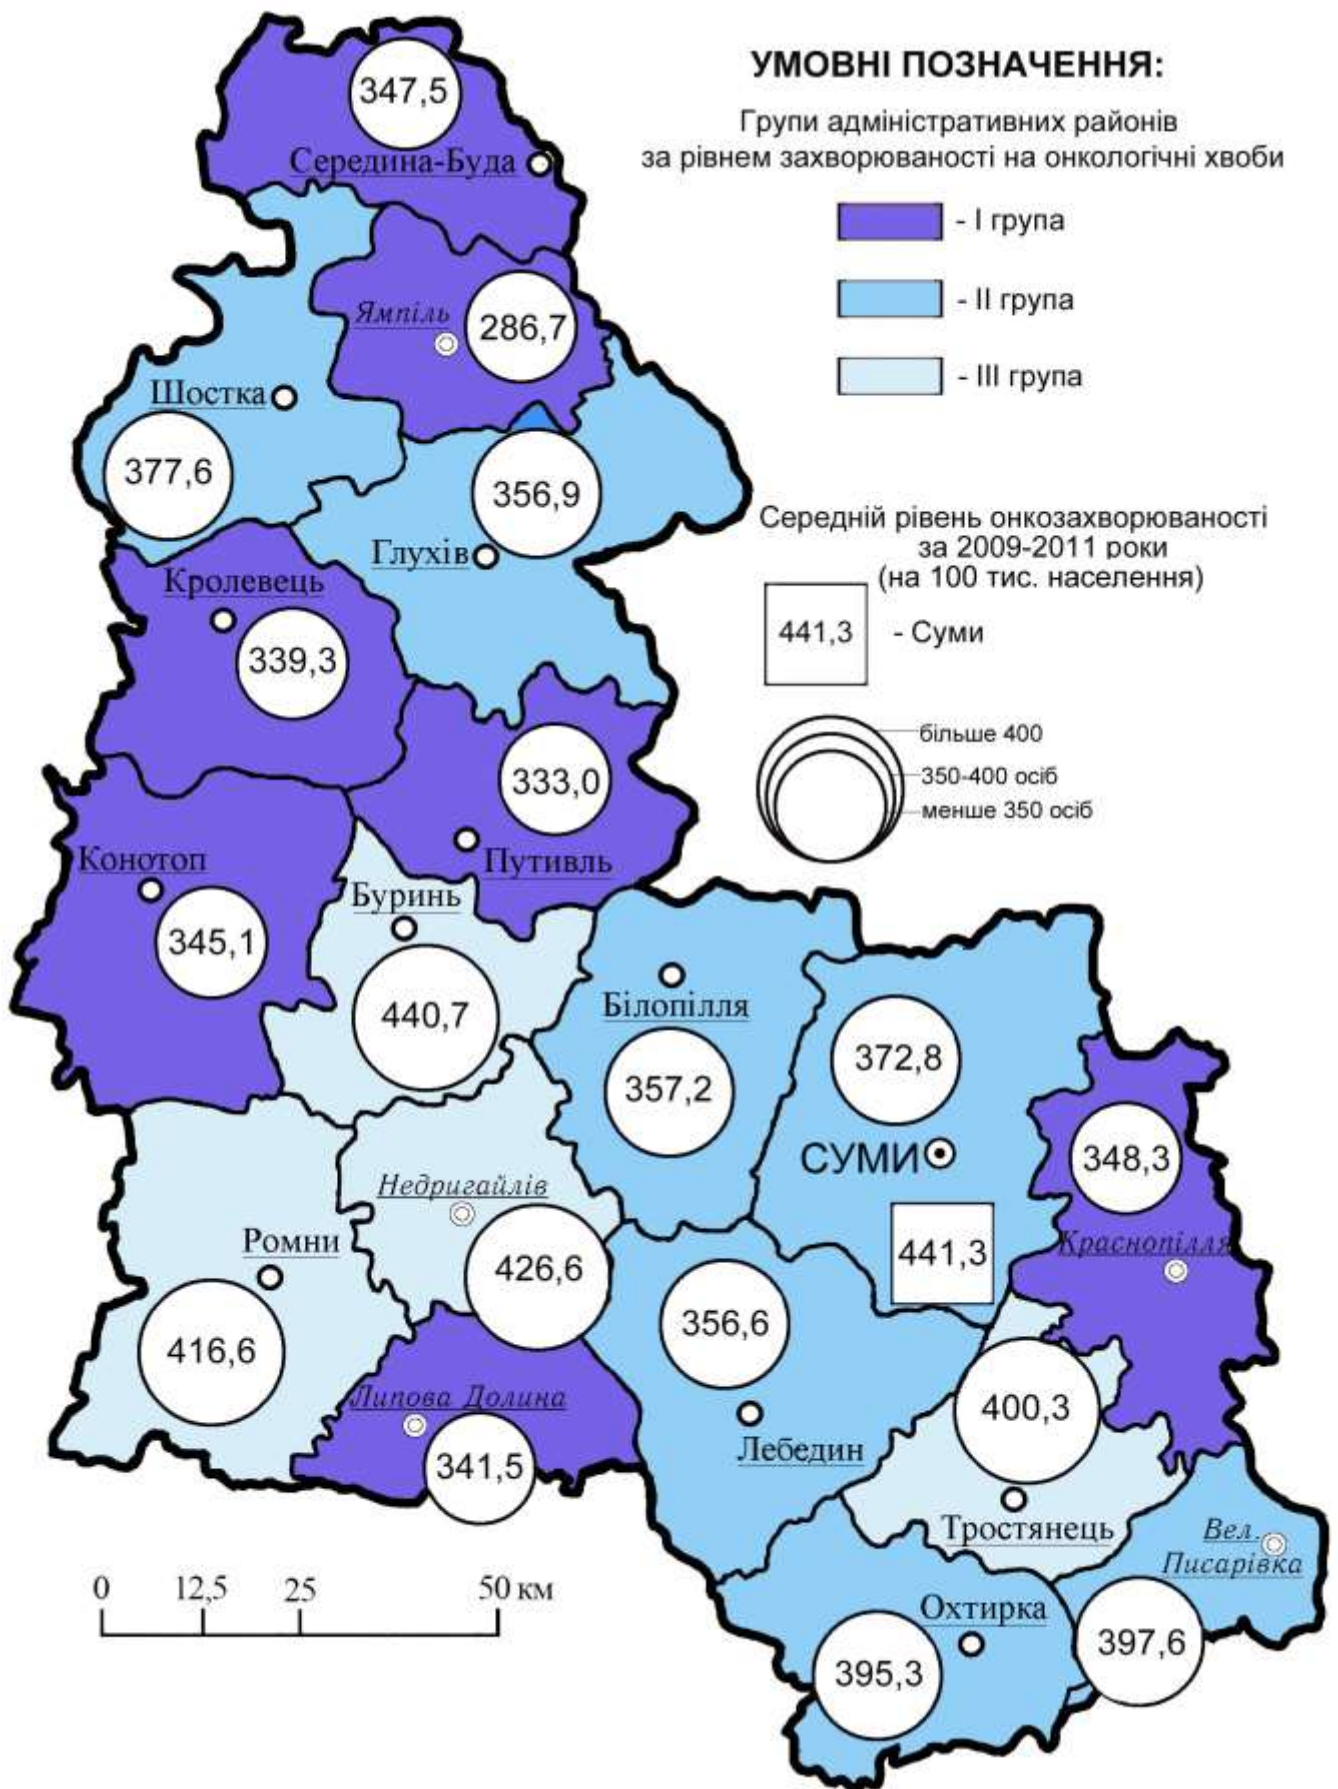 УМОВНІ ПОЗНАЧЕННЯ:
Групи адміністративних районів
за рівнем захворюваності на онкологічні хвоби
- І група
- ІІ група
- ІІІ група
Середній рівень онкозахворюваності
за 2009-2011 роки
(на 100 тис. населення)
441,3
- Суми
більше 400
350-400 осіб
менше 350 осіб
347,5
Середина-Буда
Ямпіль
286,7
Шостка
377,6
356,9
Глухів
Кролевець
339,3
333,0
Путивль
Конотоп
345,1
Буринь
440,7
Білопілля
357,2
372,8
СУМИ
441,3
348,3
Краснопілля
Недригайлів
426,6
Ромни
416,6
356,6
Лебедин
Липова Долина
341,5
400,3
Тростянець
Вел.
Писарівка
397,6
Охтирка
395,3
0 12,5 25 50 км